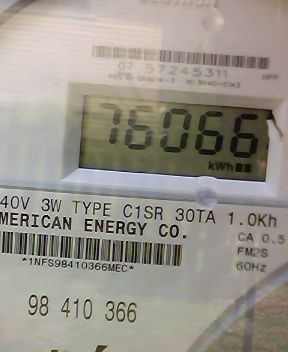 07 57245311
76066
kWh
40V 3W TYPE C1SR 30TA 1.0Kh
MERICAN ENERGY CO.
CA 0.5
*1NFS98410366MEC*
FM2S
60Hz
98 410 366